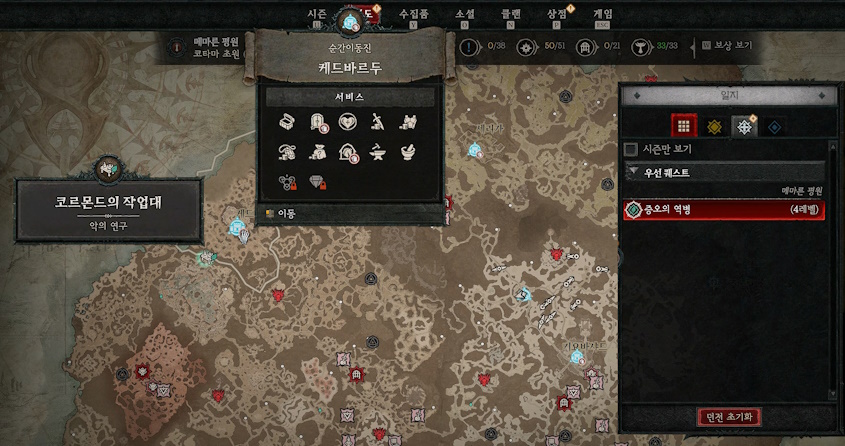 시즌
수집품
소셜
클랜
상점
게임
Y
O
N
P
ESC
메마른 평원
코타마 초원
0/38
50/51
0/21
33/33
보상 보기
순간이동진
케드바르두
서비스
이동
코르몬드의 작업대
악의 연구
일지
시즌만 보기
우선 퀘스트
메마른 평원
증오의 역병
(4레벨)
던전 초기화